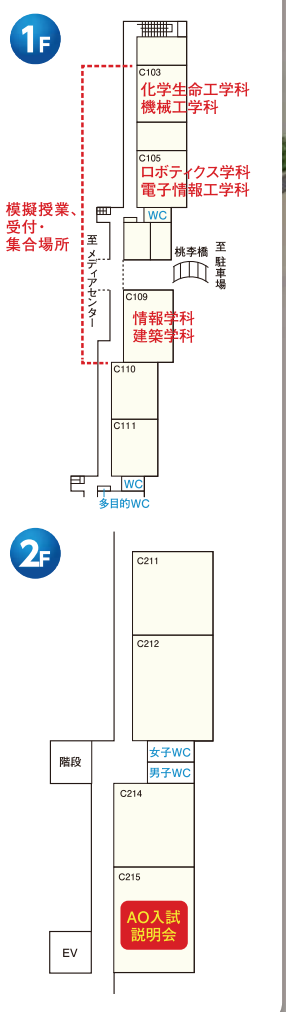 1F
C103
化学生命工学科
機械工学科
C105
ロボティクス学科
電子情報工学科
模擬授業、
受付・
集合場所
WC
至 メディアセンター
桃李橋
至 駐車場
C109
情報学科
建築学科
C110
C111
WC
多目的WC
2F
C211
C212
女子WC
男子WC
階段
C214
C215
AO入試
説明会
EV